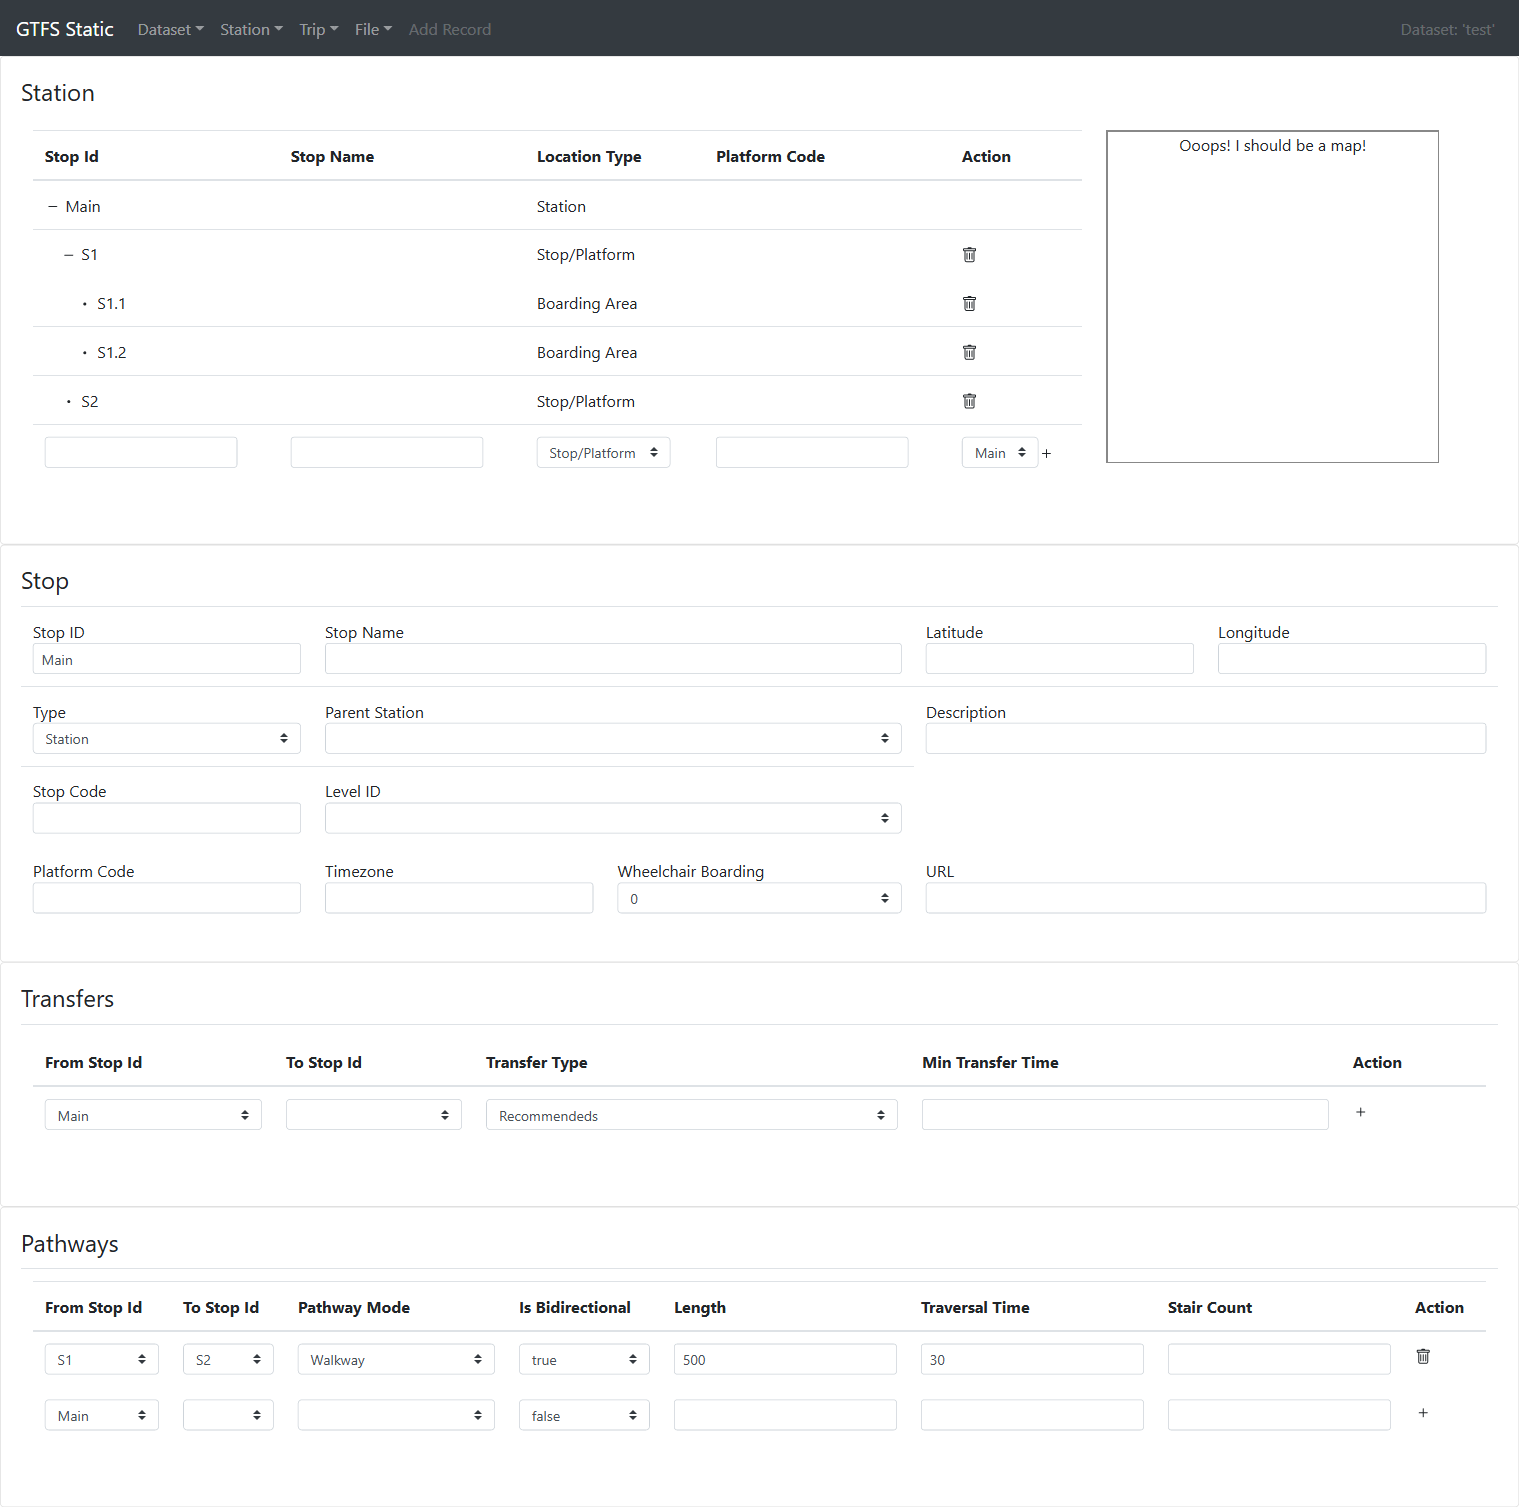 GTFS Static Dataset Station Trip File Add Record Dataset: 'test'
Station
Stop Id Stop Name Location Type Platform Code Action
Ooops! I should be a map!
− Main Station
− S1 Stop/Platform
• S1.1 Boarding Area
• S1.2 Boarding Area
• S2 Stop/Platform
Stop/Platform Main +
Stop
Stop ID Stop Name Latitude Longitude
Main
Type Parent Station Description
Station
Stop Code Level ID
Platform Code Timezone Wheelchair Boarding URL
0
Transfers
From Stop Id To Stop Id Transfer Type Min Transfer Time Action
Main Recommendeds +
Pathways
From Stop Id To Stop Id Pathway Mode Is Bidirectional Length Traversal Time Stair Count Action
S1 S2 Walkway true 500 30
Main false +